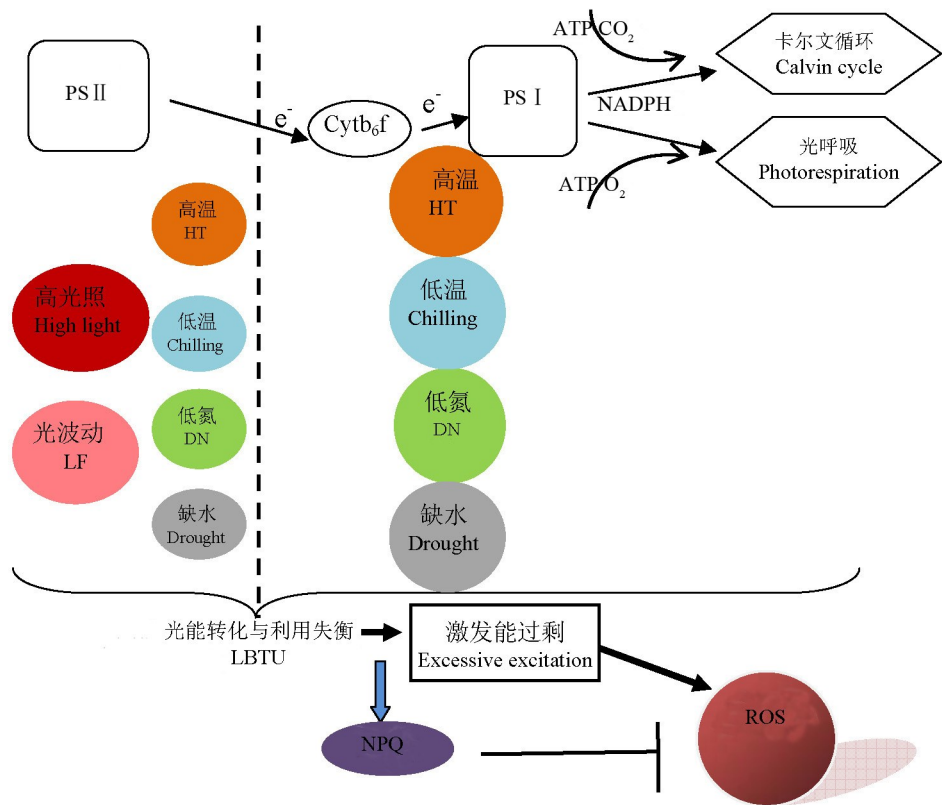 PSⅡ
e-
Cytb6f
e-
PSⅠ
ATP CO2
NADPH
ATP O2
卡尔文循环
Calvin cycle
光呼吸
Photorespiration
高温
HT
高光照
High light
低温
Chilling
低氮
DN
光波动
LF
缺水
Drought
高温
HT
低温
Chilling
低氮
DN
缺水
Drought
光能转化与利用失衡
LBTU
激发能过剩
Excessive excitation
NPQ
ROS